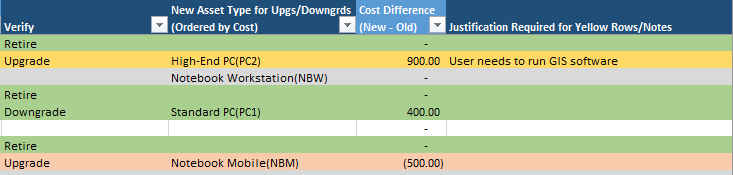 Verify New Asset Type for Upgs/Downgrds (Ordered by Cost) Cost Difference (New - Old) Justification Required for Yellow Rows/Notes
Retire -
Upgrade High-End PC(PC2) 900.00 User needs to run GIS software
Notebook Workstation(NBW) -
Retire -
Downgrade Standard PC(PC1) 400.00
-
Retire -
Upgrade Notebook Mobile(NBM) (500.00)